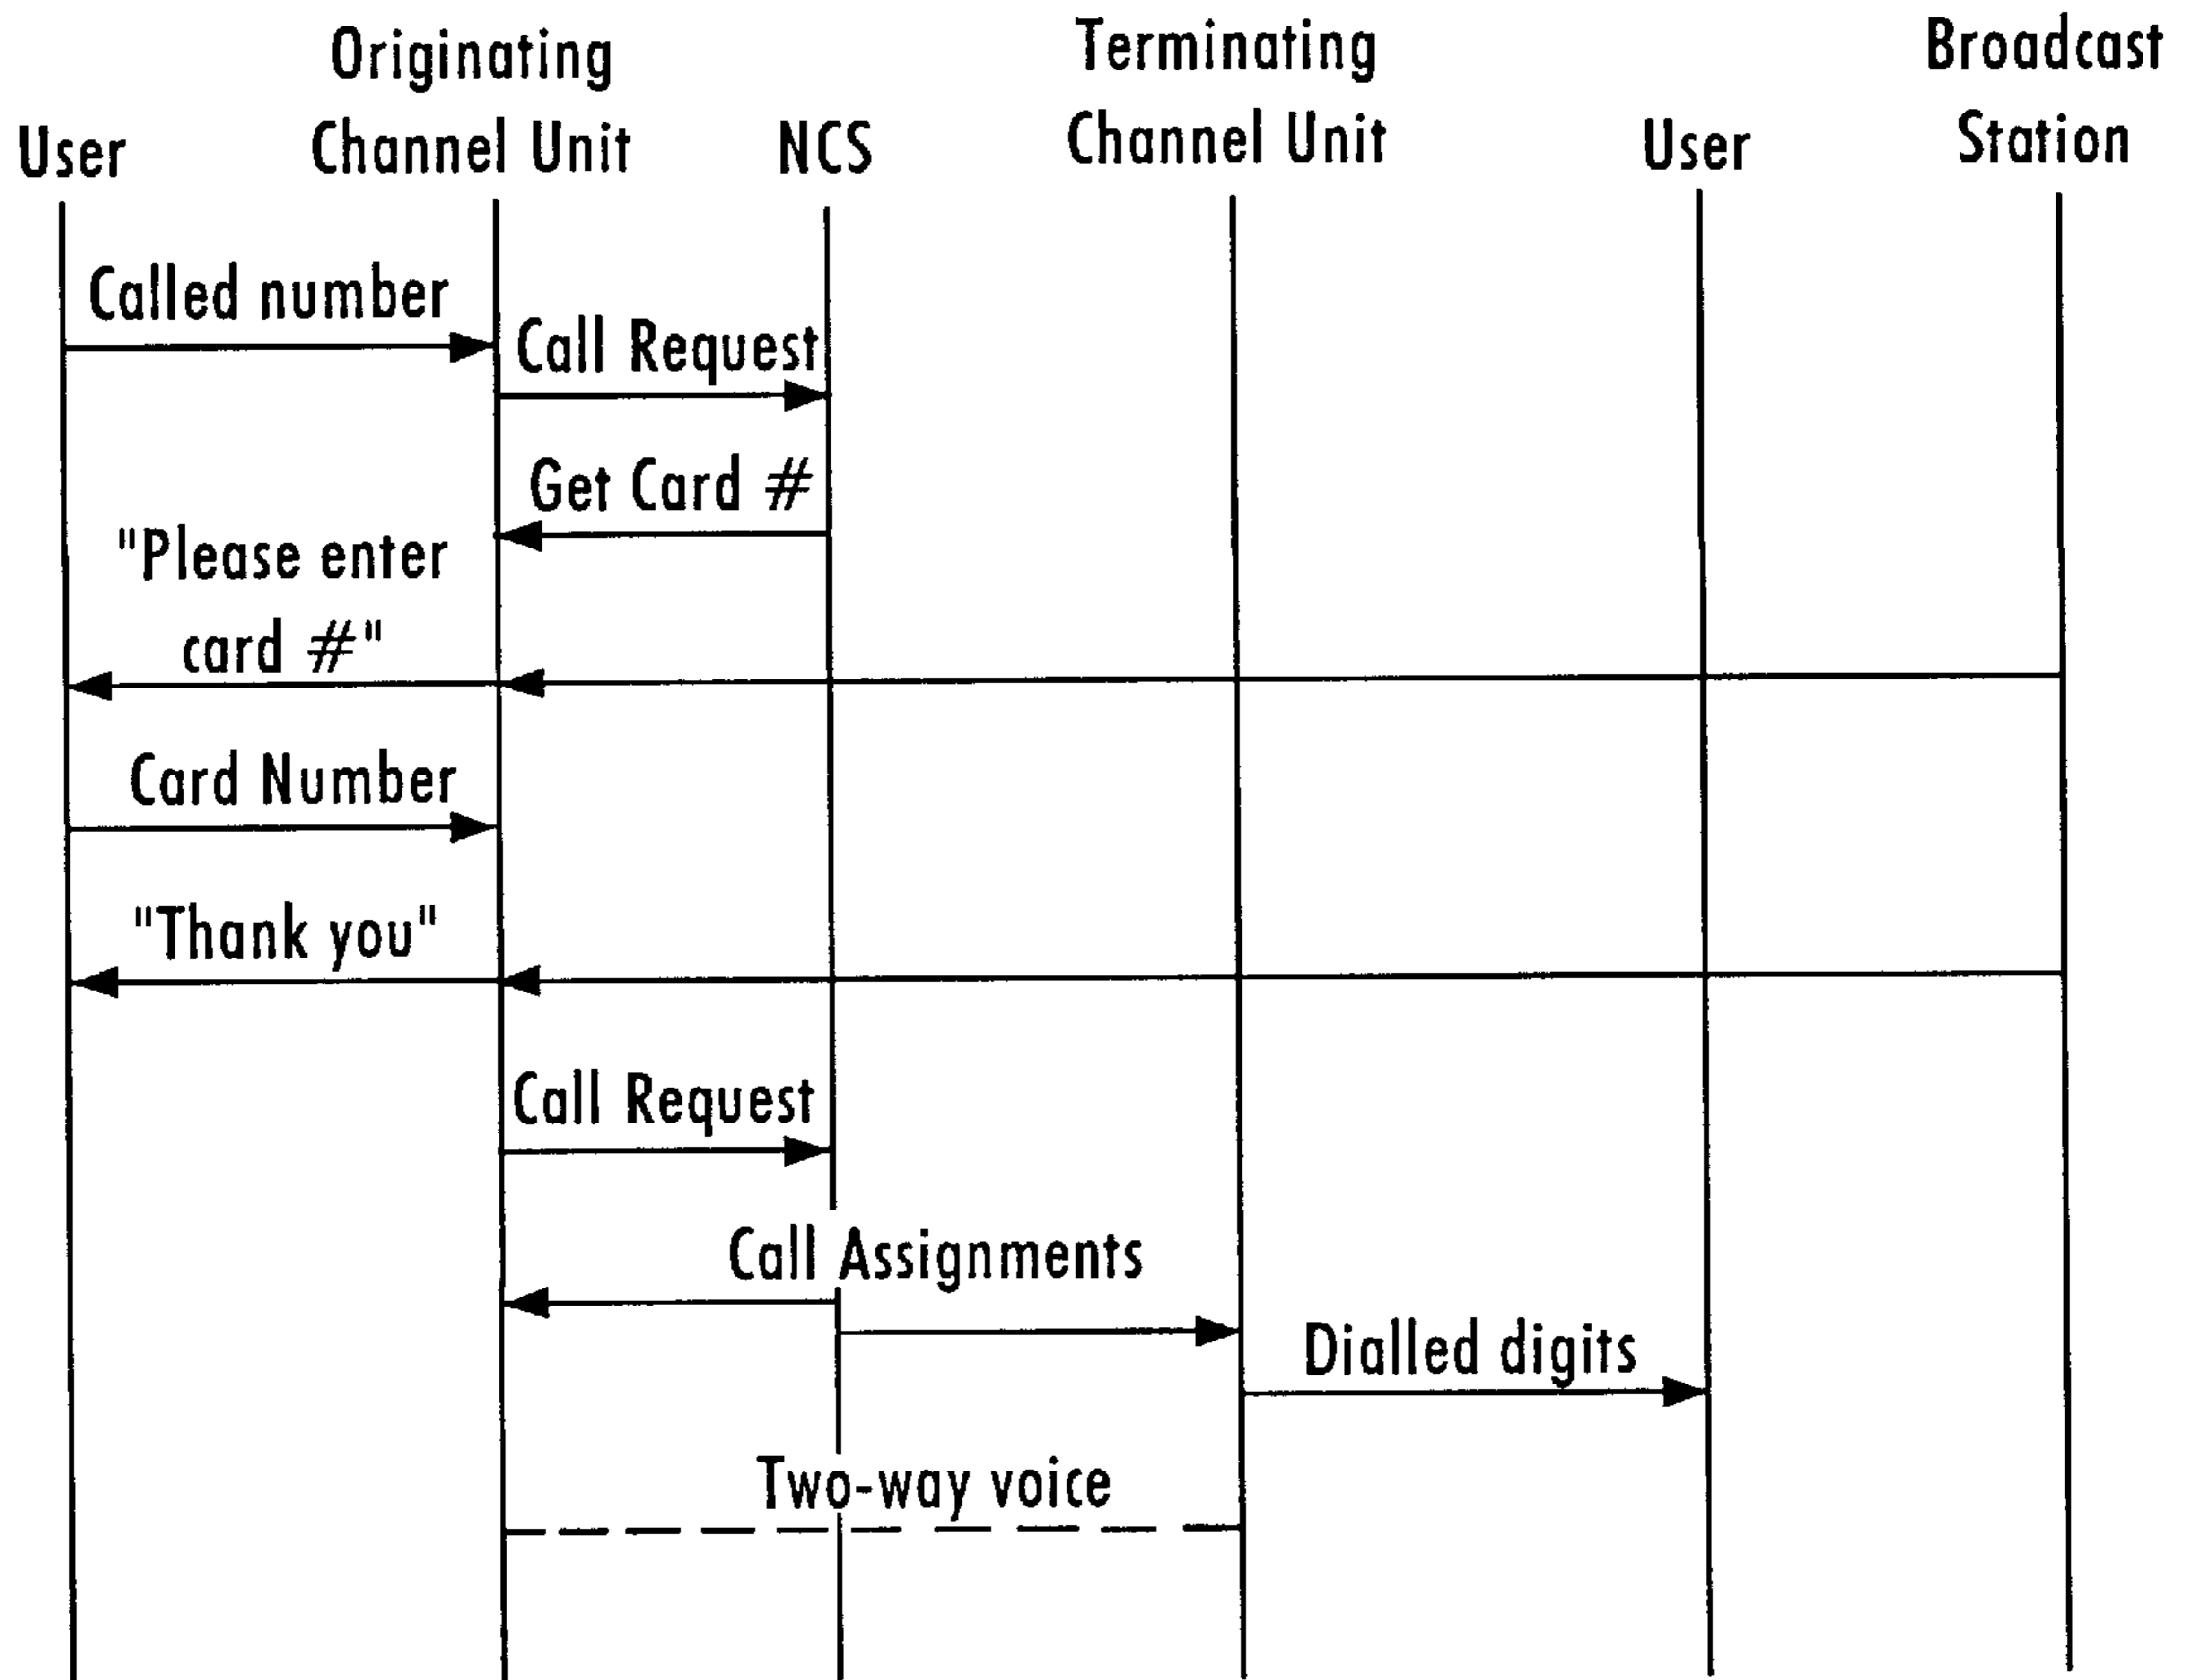 User
Originating
Channel Unit
NCS
Terminating
Channel Unit
User
Broadcast
Station
Called number
Call Request
Get Card #
"Please enter
card #"
Card Number
"Thank you"
Call Request
Call Assignments
Dialled digits
Two-way voice